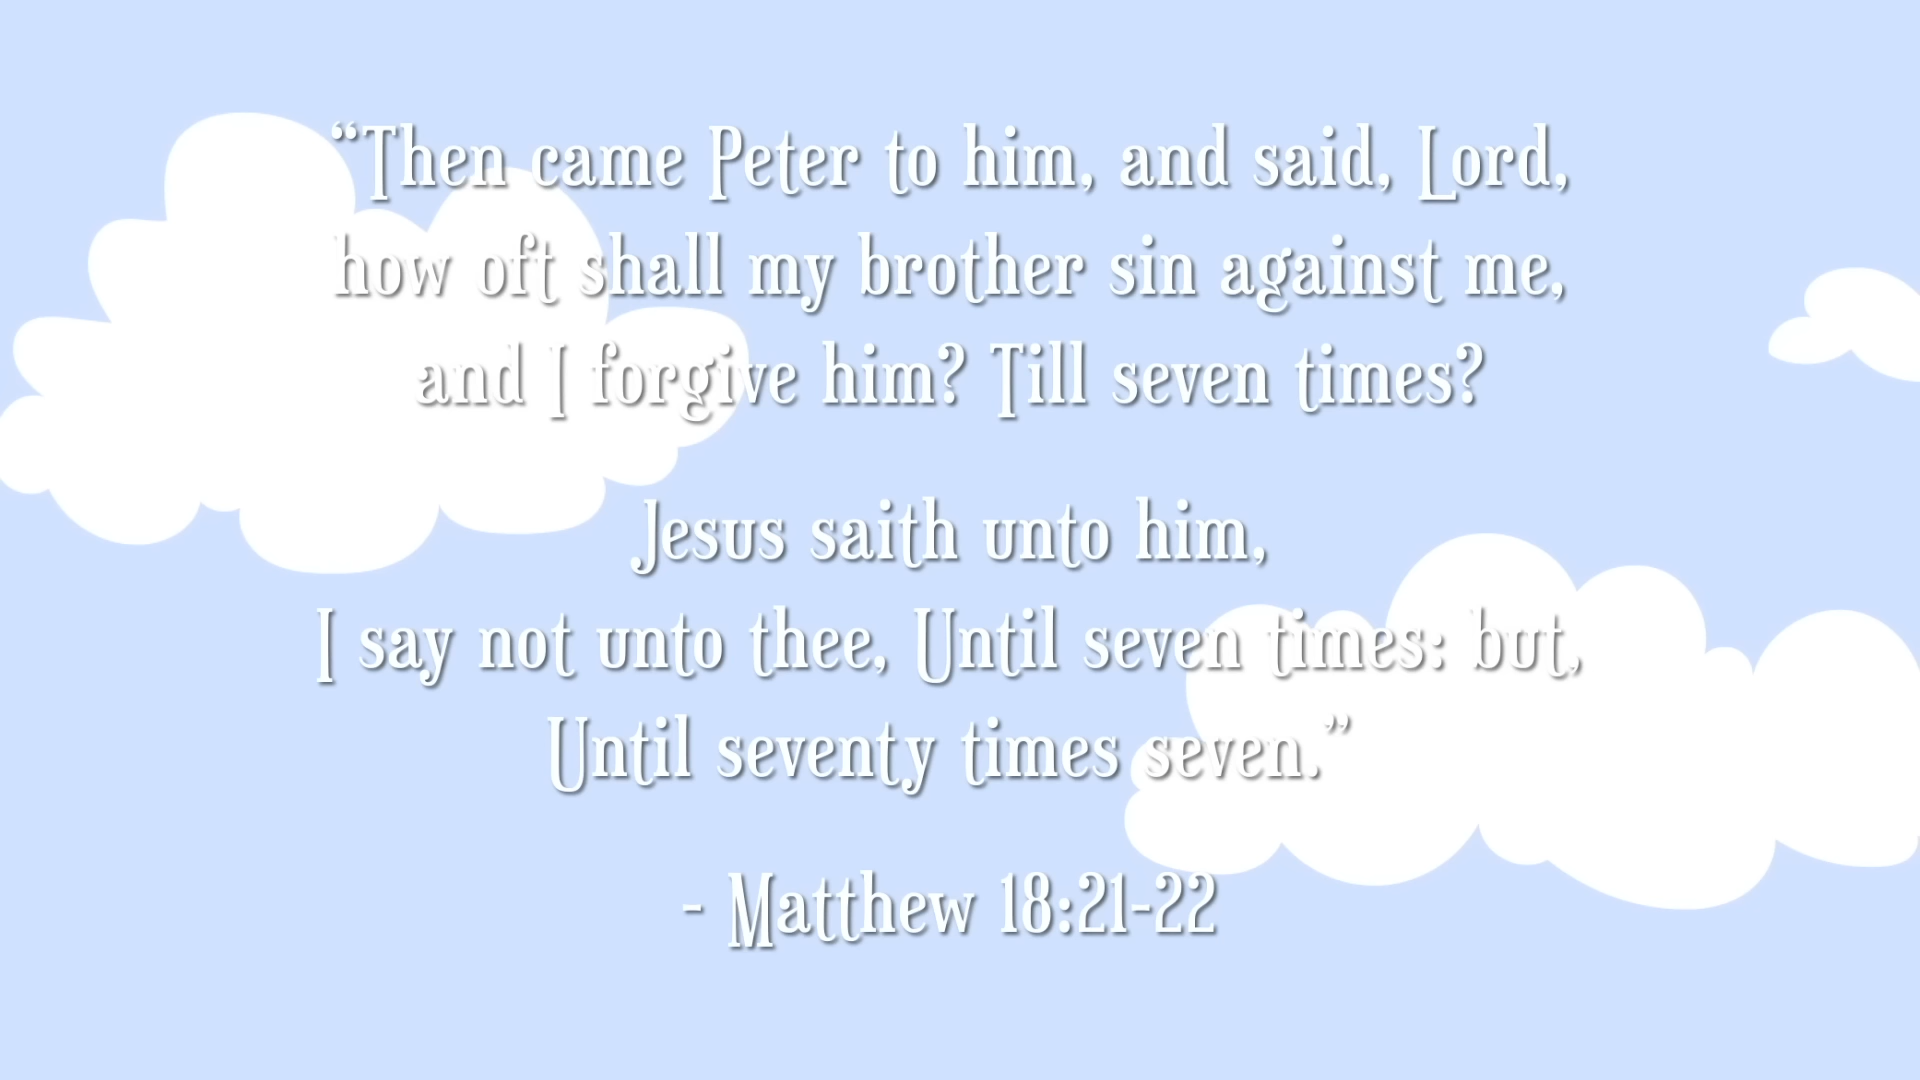 “Then came Peter to him, and said, Lord,
how oft shall my brother sin against me,
and I forgive him? Till seven times?
Jesus saith unto him,
I say not unto thee, Until seven times: but,
Until seventy times seven.”
- Matthew 18:21-22